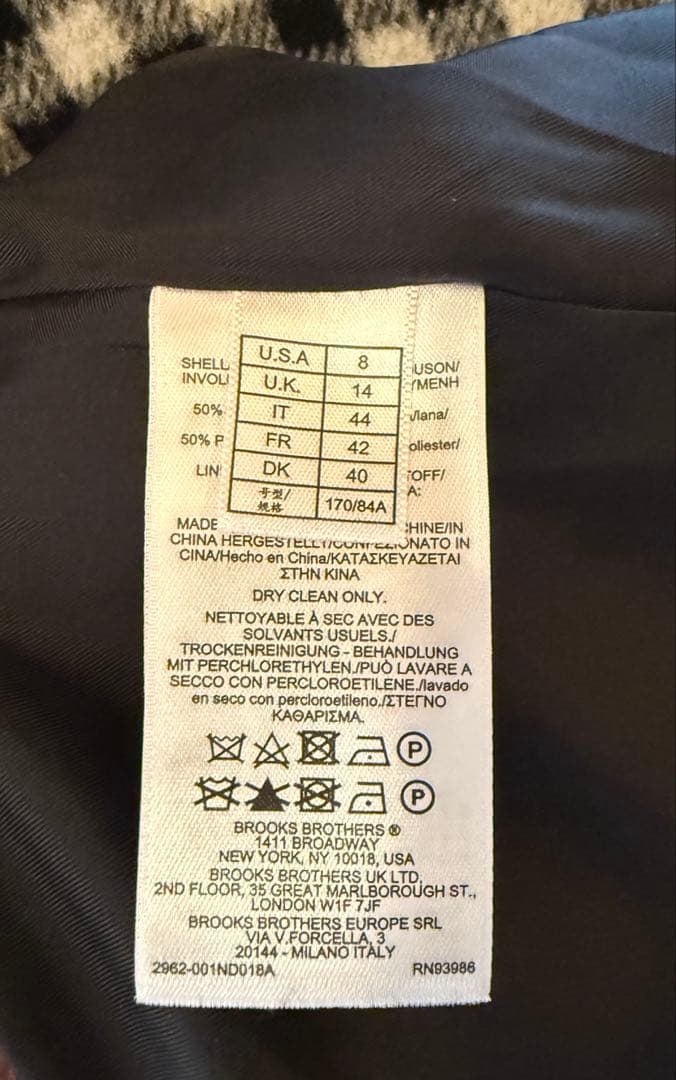 U.S.A 8
U.K. 14
IT 44
FR 42
DK 40
号型/规格 170/84A
SHELL
INVOL
50%
50% P
LIN
USON/
YMENH
/lana/
oliester/
OFF/
A:
MADE CHINE/IN
CHINA HERGESTELLT/CONFEZIONATO IN
CINA/Hecho en China/ΚΑΤΑΣΚΕΥΑΖΕΤΑΙ
ΣΤΗΝ ΚΙΝΑ
DRY CLEAN ONLY.
NETTOYABLE À SEC AVEC DES
SOLVANTS USUELS./
TROCKENREINIGUNG - BEHANDLUNG
MIT PERCHLORETHYLEN./PUÒ LAVARE A
SECCO CON PERCLOROETILENE./lavado
en seco con percloroetileno./ΣΤΕΓΝΟ
ΚΑΘΑΡΙΣΜΑ.
P
P
BROOKS BROTHERS ®
1411 BROADWAY
NEW YORK, NY 10018, USA
BROOKS BROTHERS UK LTD.
2ND FLOOR, 35 GREAT MARLBOROUGH ST.,
LONDON W1F 7JF
BROOKS BROTHERS EUROPE SRL
VIA V.FORCELLA, 3
20144 - MILANO ITALY
2962-001ND018A RN93986